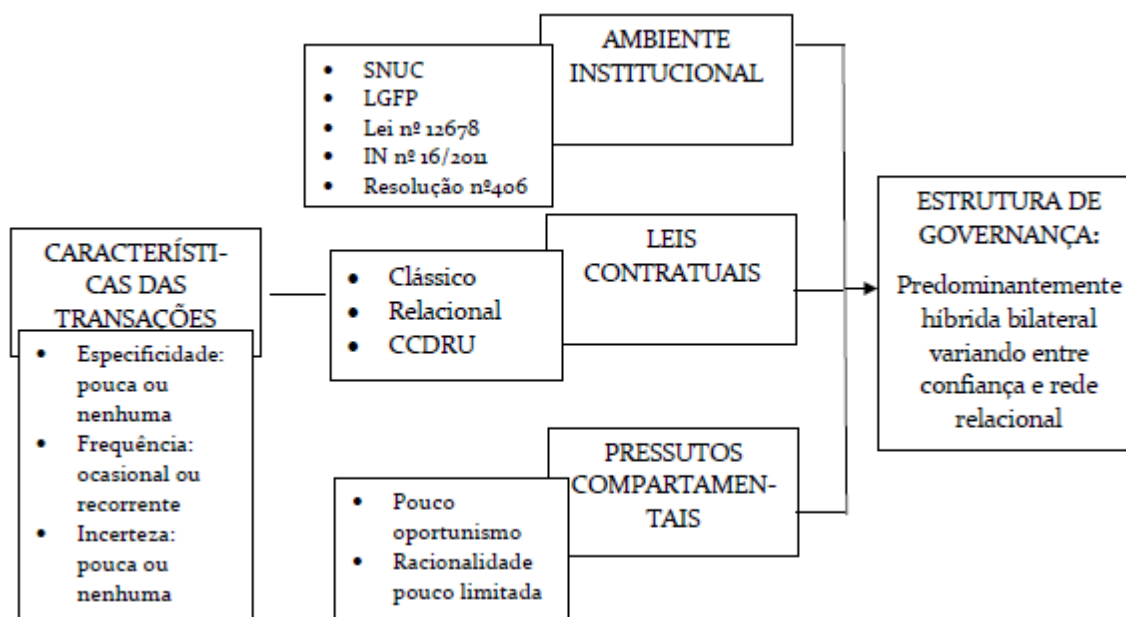 AMBIENTE
INSTITUCIONAL
• SNUC
• LGFP
• Lei nº 12678
• IN nº 16/2011
• Resolução nº406
CARACTERÍSTI-
CAS DAS
TRANSAÇÕES
• Especificidade:
pouca ou
nenhuma
• Frequência:
ocasional ou
recorrente
• Incerteza:
pouca ou
nenhuma
LEIS
CONTRATUAIS
• Clássico
• Relacional
• CCDRU
PRESSUTOS
COMPARTAMEN-
TAIS
• Pouco
oportunismo
• Racionalidade
pouco limitada
ESTRUTURA DE
GOVERNANÇA:
Predominantemente
híbrida bilateral
variando entre
confiança e rede
relacional